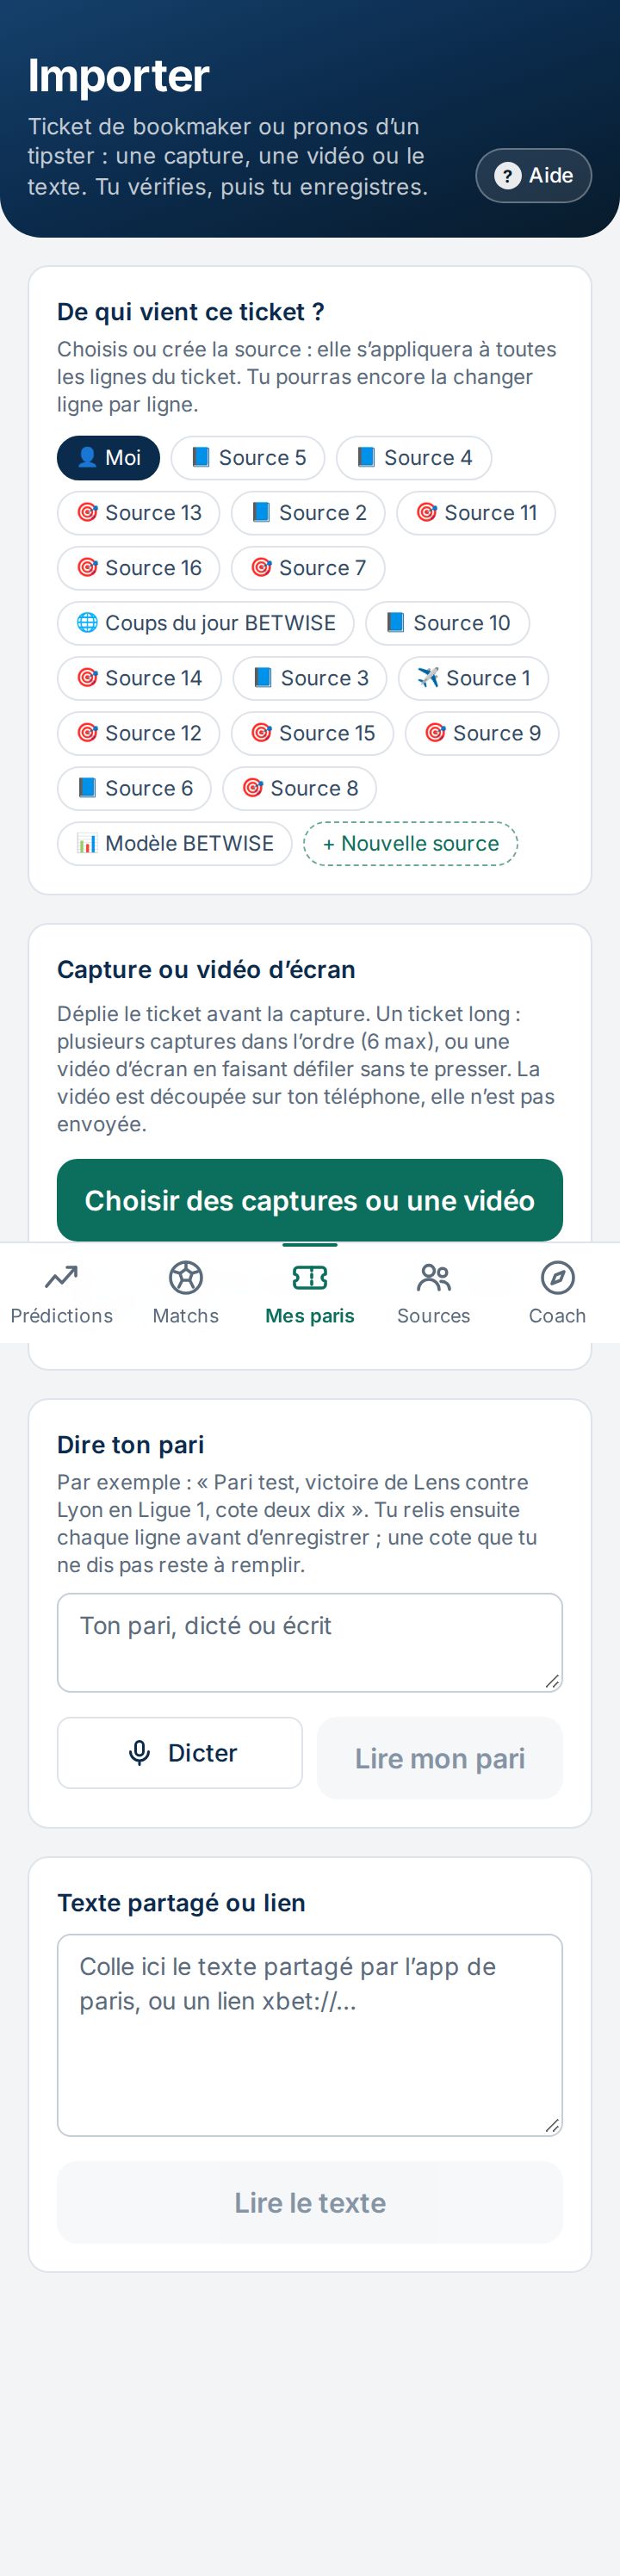 Importer
Ticket de bookmaker ou pronos d’un
tipster : une capture, une vidéo ou le
texte. Tu vérifies, puis tu enregistres.
? Aide
De qui vient ce ticket ?
Choisis ou crée la source : elle s’appliquera à toutes
les lignes du ticket. Tu pourras encore la changer
ligne par ligne.
Moi
Source 5
Source 4
Source 13
Source 2
Source 11
Source 16
Source 7
Coups du jour BETWISE
Source 10
Source 14
Source 3
Source 1
Source 12
Source 15
Source 9
Source 6
Source 8
Modèle BETWISE
+ Nouvelle source
Capture ou vidéo d’écran
Déplie le ticket avant la capture. Un ticket long :
plusieurs captures dans l’ordre (6 max), ou une
vidéo d’écran en faisant défiler sans te presser. La
vidéo est découpée sur ton téléphone, elle n’est pas
envoyée.
Choisir des captures ou une vidéo
Prédictions
Matchs
Mes paris
Sources
Coach
Dire ton pari
Par exemple : « Pari test, victoire de Lens contre
Lyon en Ligue 1, cote deux dix ». Tu relis ensuite
chaque ligne avant d’enregistrer ; une cote que tu
ne dis pas reste à remplir.
Ton pari, dicté ou écrit
Dicter
Lire mon pari
Texte partagé ou lien
Colle ici le texte partagé par l’app de
paris, ou un lien xbet://...
Lire le texte